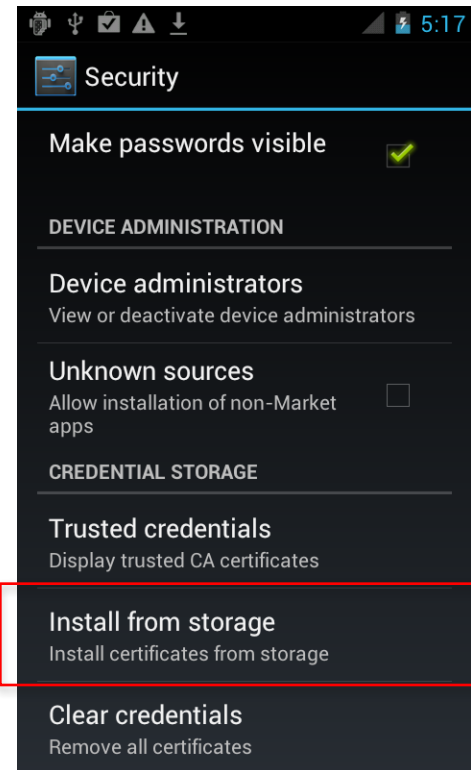 5:17
Security
Make passwords visible
DEVICE ADMINISTRATION
Device administrators
View or deactivate device administrators
Unknown sources
Allow installation of non-Market
apps
CREDENTIAL STORAGE
Trusted credentials
Display trusted CA certificates
Install from storage
Install certificates from storage
Clear credentials
Remove all certificates